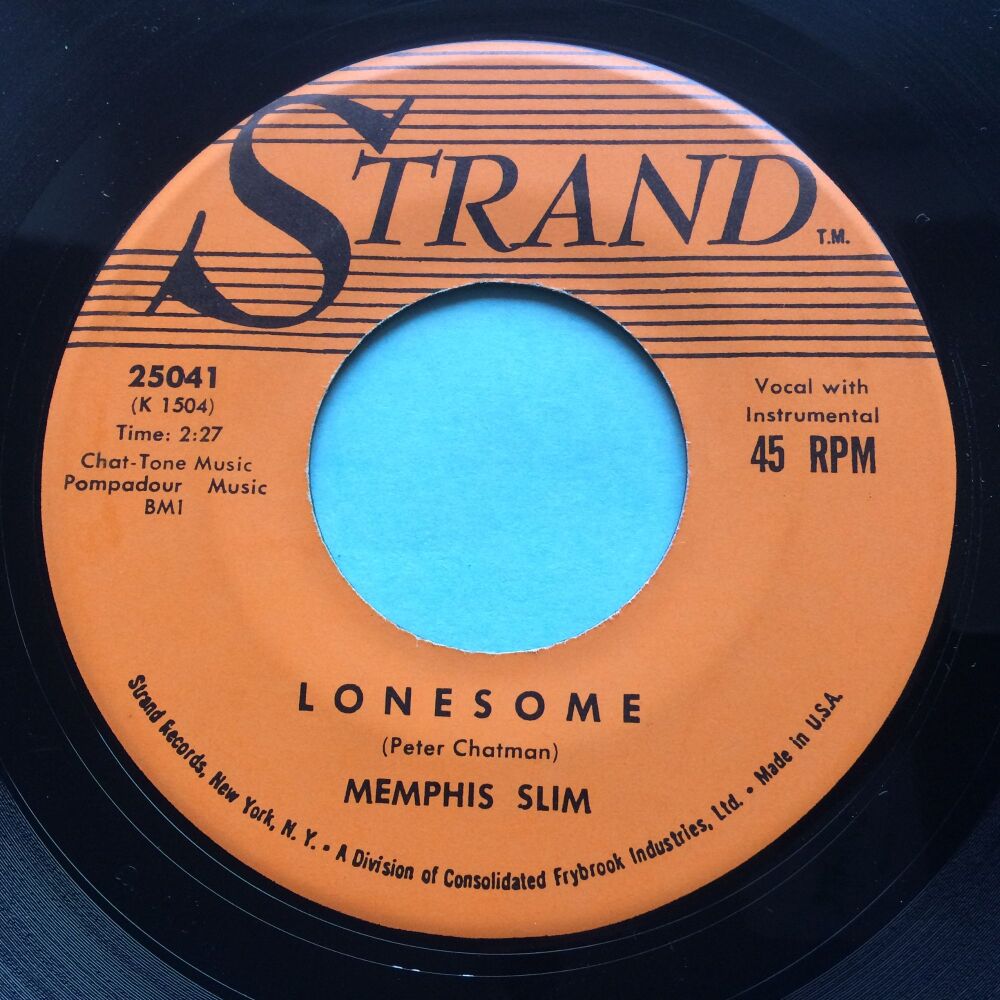 STRAND T.M.
25041
(K 1504)
Time: 2:27
Chat-Tone Music
Pompadour Music
BM1
Vocal with
Instrumental
45 RPM
LONESOME
(Peter Chatman)
MEMPHIS SLIM
Strand Records, New York, N. Y. • A Division of Consolidated Frybrook Industries, Ltd. • Made in U.S.A.